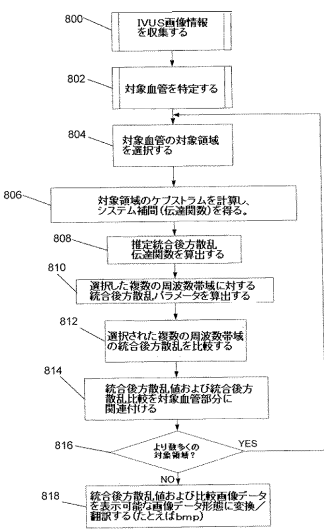 800
IVUS画像情報
を収集する
802
対象血管を特定する
804
対象血管の対象領域
を選択する
806
対象領域のケプストラムを計算し、
システム補間(伝達関数)を得る。
808
推定統合後方散乱
伝達関数を算出する
810
選択した複数の周波数帯域に対する
統合後方散乱パラメータを算出する
812
選択された複数の周波数帯域
の統合後方散乱を比較する
814
統合後方散乱値および統合後方
散乱比較を対象血管部分に
関連付ける
816
より数多くの
対象領域?
YES
NO
818
統合後方散乱値および比較画像データ
を表示可能な画像データ形態に変換/
翻訳する(たとえばbmp)